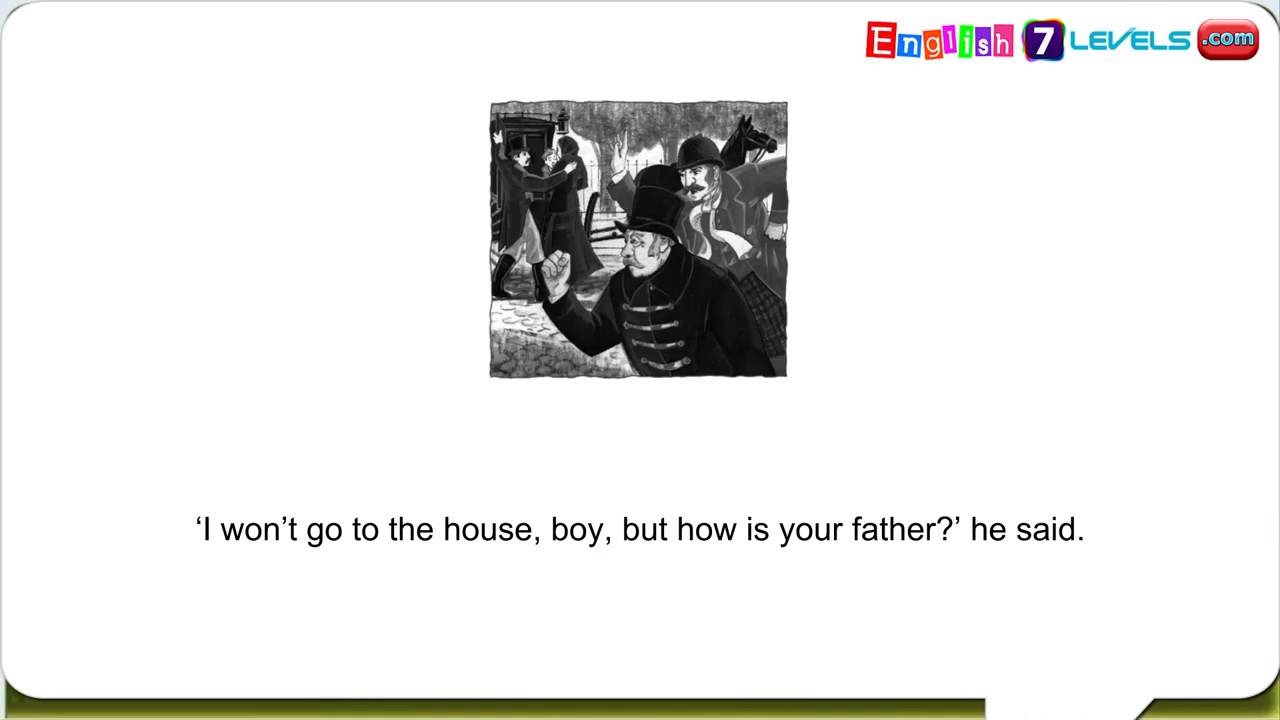 English 7 LEVELS .com
‘I won’t go to the house, boy, but how is your father?’ he said.